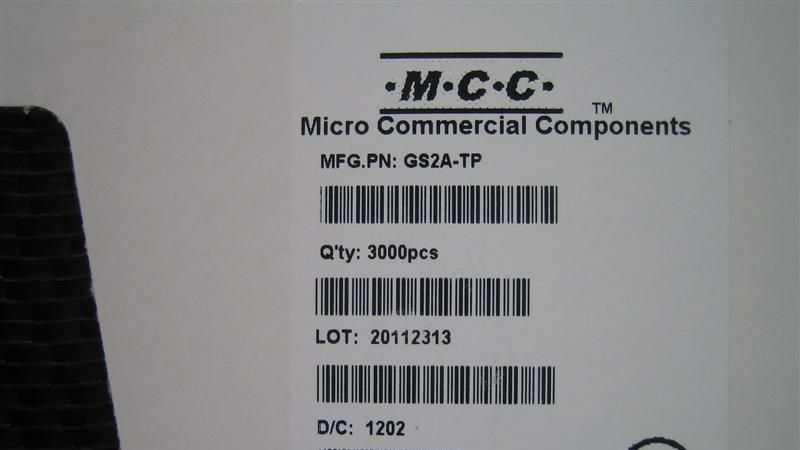 ·M·C·C·
TM
Micro Commercial Components
MFG.PN: GS2A-TP
Q'ty: 3000pcs
LOT: 20112313
D/C: 1202